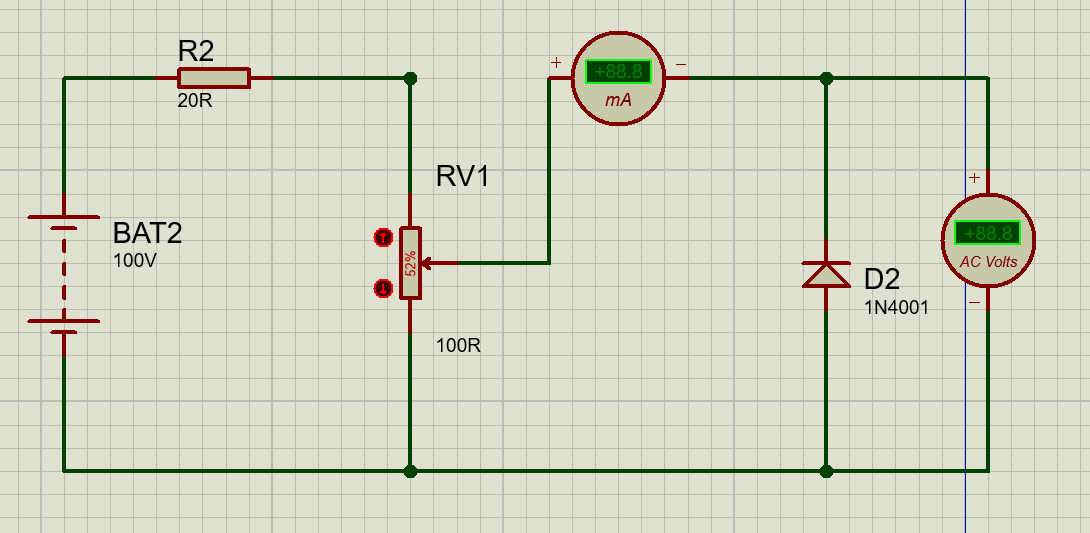 R2
20R
+
+88.8
mA
−
RV1
52%
100R
BAT2
100V
+
+88.8
AC Volts
−
D2
1N4001